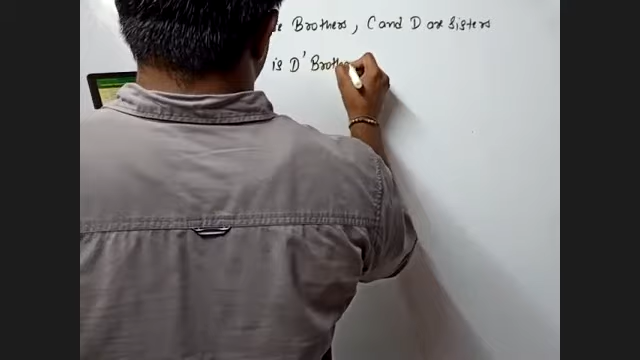 Brothers, C and D are Sisters
is D' Brothe